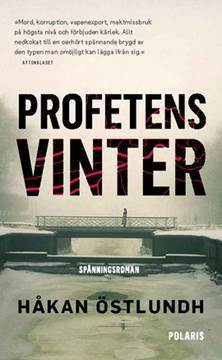 »Mord, korruption, vapenexport, maktmissbruk
på högsta nivå och förbjuden kärlek. Allt
nedkokat till en oerhört spännande brygd av
den typen man omöjligt kan lägga ifrån sig.«
AFTONBLADET
PROFETENS
VINTER
SPÄNNINGSROMAN
HÅKAN ÖSTLUNDH
POLARIS